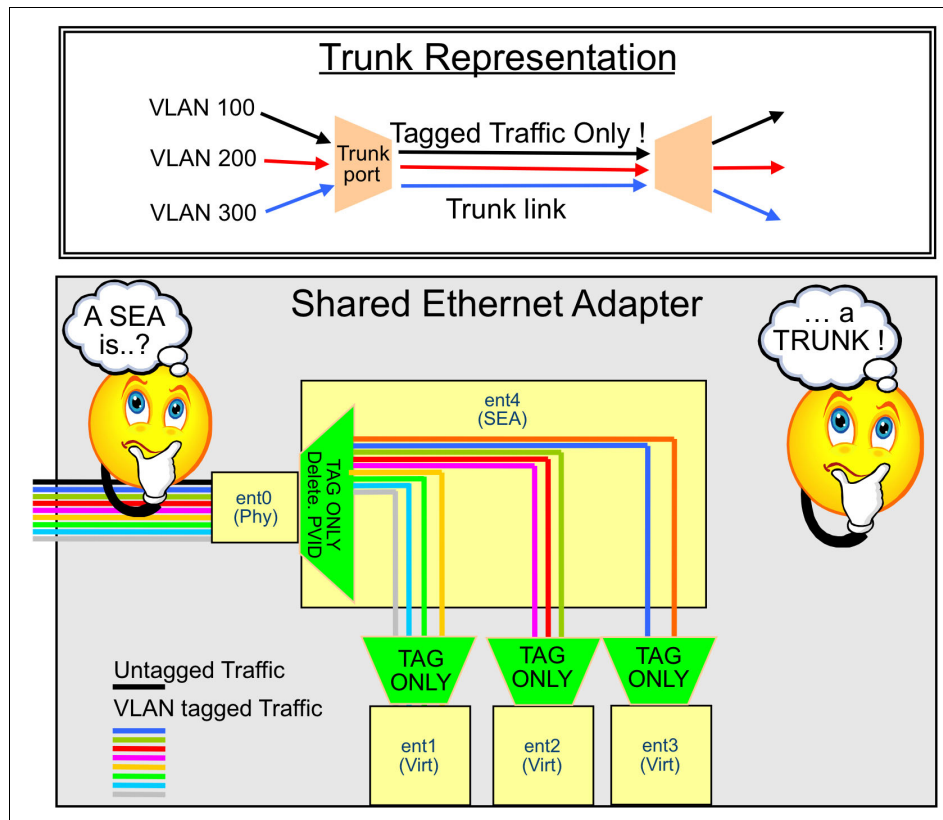 Trunk Representation
VLAN 100
VLAN 200
VLAN 300
Trunk
port
Tagged Traffic Only !
Trunk link
Shared Ethernet Adapter
A SEA
is..?
... a
TRUNK !
ent4
(SEA)
TAG ONLY
Delete. PVID
ent0
(Phy)
TAG
ONLY
TAG
ONLY
TAG
ONLY
Untagged Traffic
VLAN tagged Traffic
ent1
(Virt)
ent2
(Virt)
ent3
(Virt)